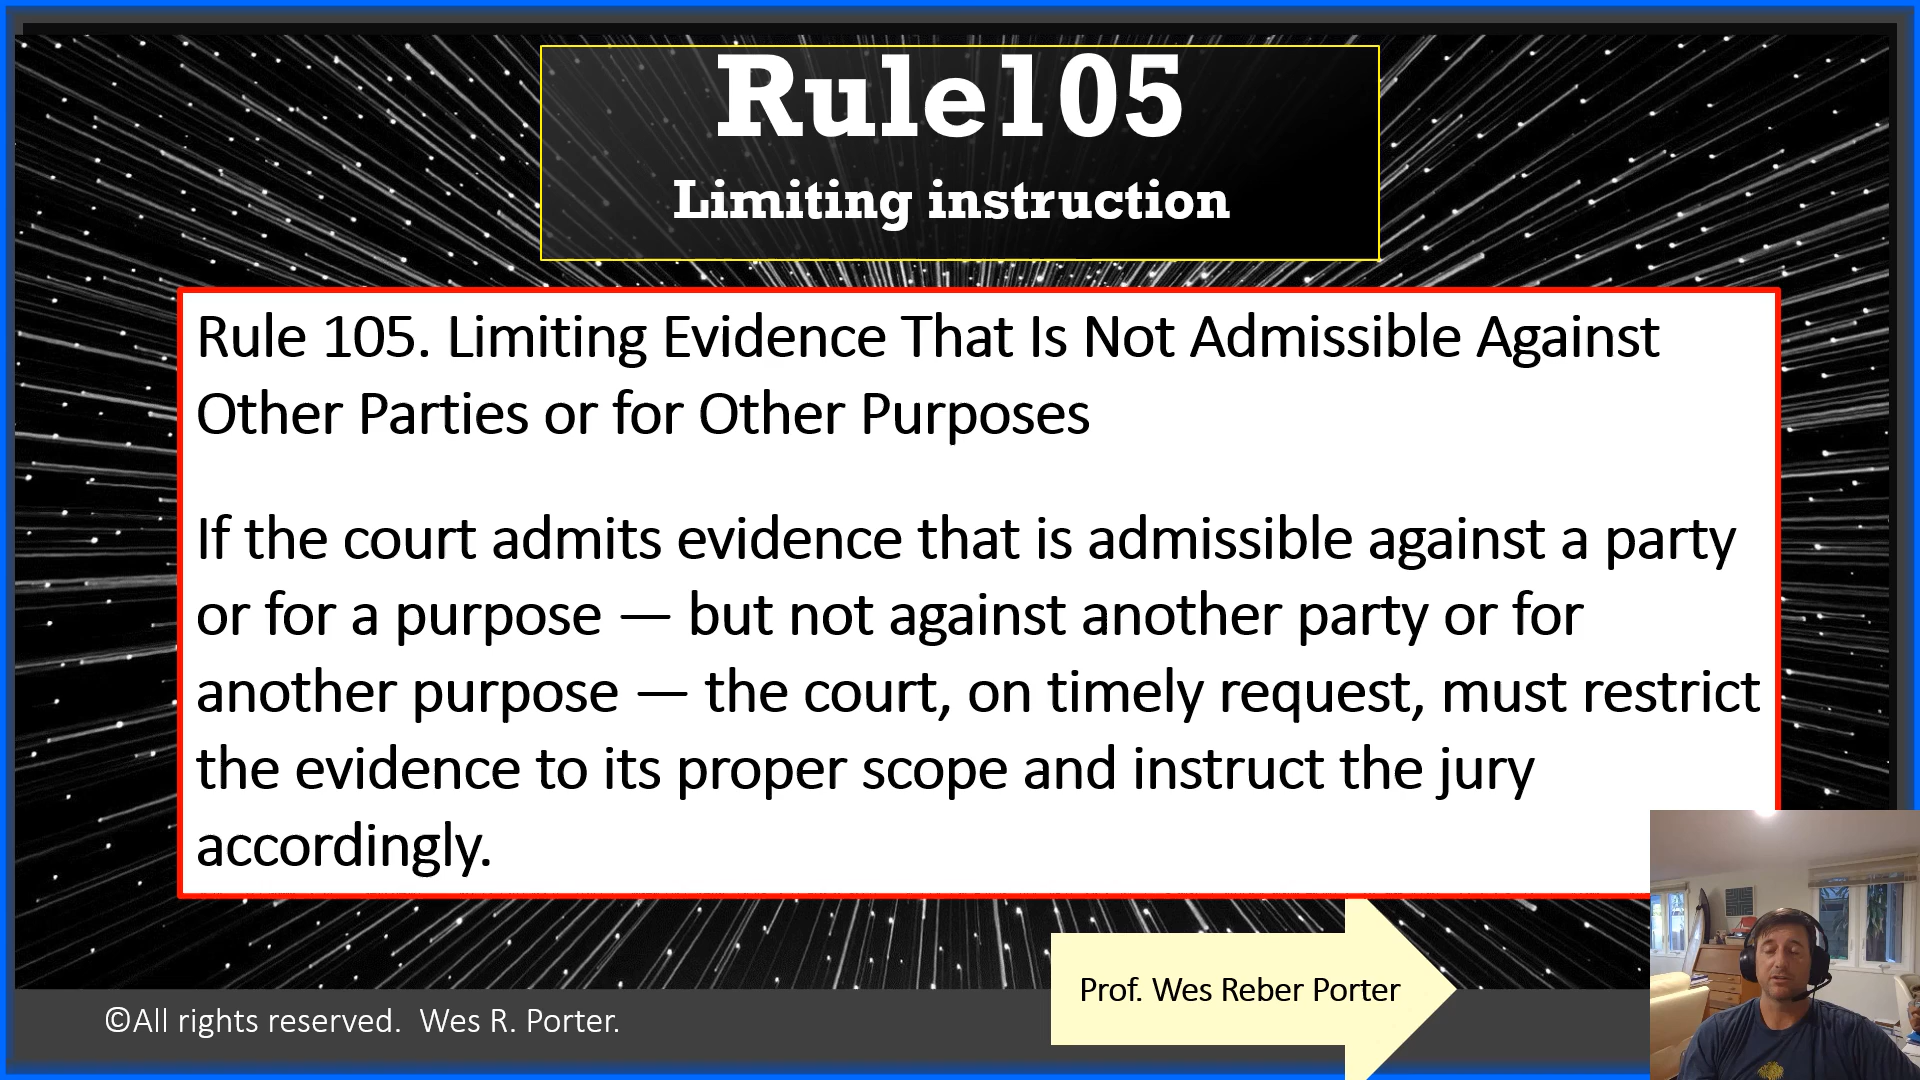 Rule105
Limiting instruction
Rule 105. Limiting Evidence That Is Not Admissible Against
Other Parties or for Other Purposes
If the court admits evidence that is admissible against a party
or for a purpose — but not against another party or for
another purpose — the court, on timely request, must restrict
the evidence to its proper scope and instruct the jury
accordingly.
Prof. Wes Reber Porter
©All rights reserved.  Wes R. Porter.